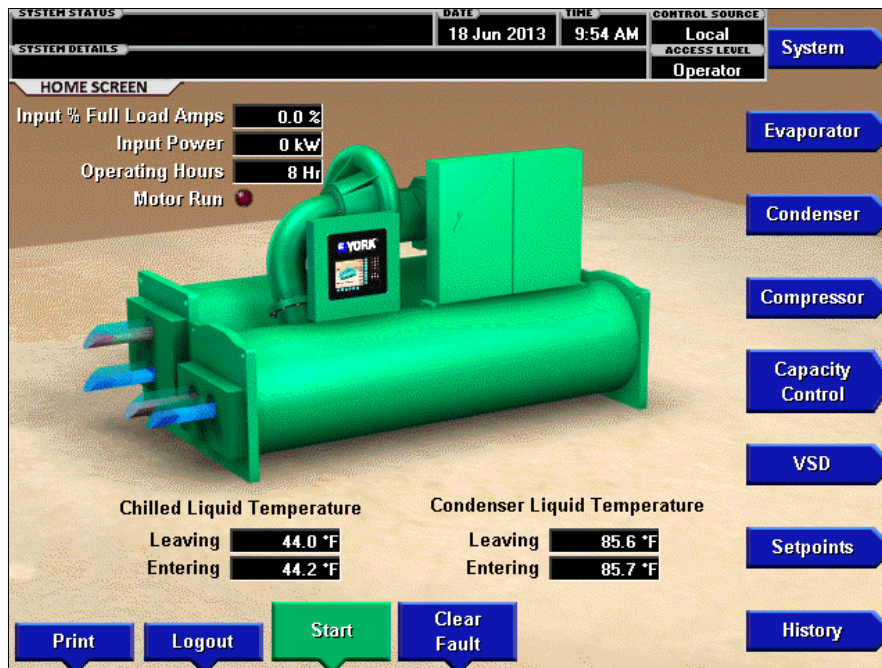 SYSTEM STATUS
DATE
TIME
CONTROL SOURCE
18 Jun 2013
9:54 AM
Local
SYSTEM DETAILS
ACCESS LEVEL
Operator
System
HOME SCREEN
Input % Full Load Amps 0.0 %
Input Power 0 kW
Operating Hours 8 Hr
Motor Run
Evaporator
Condenser
YORK
Compressor
Capacity
Control
VSD
Chilled Liquid Temperature
Leaving 44.0 °F
Entering 44.2 °F
Condenser Liquid Temperature
Leaving 85.6 °F
Entering 85.7 °F
Setpoints
History
Print
Logout
Start
Clear
Fault